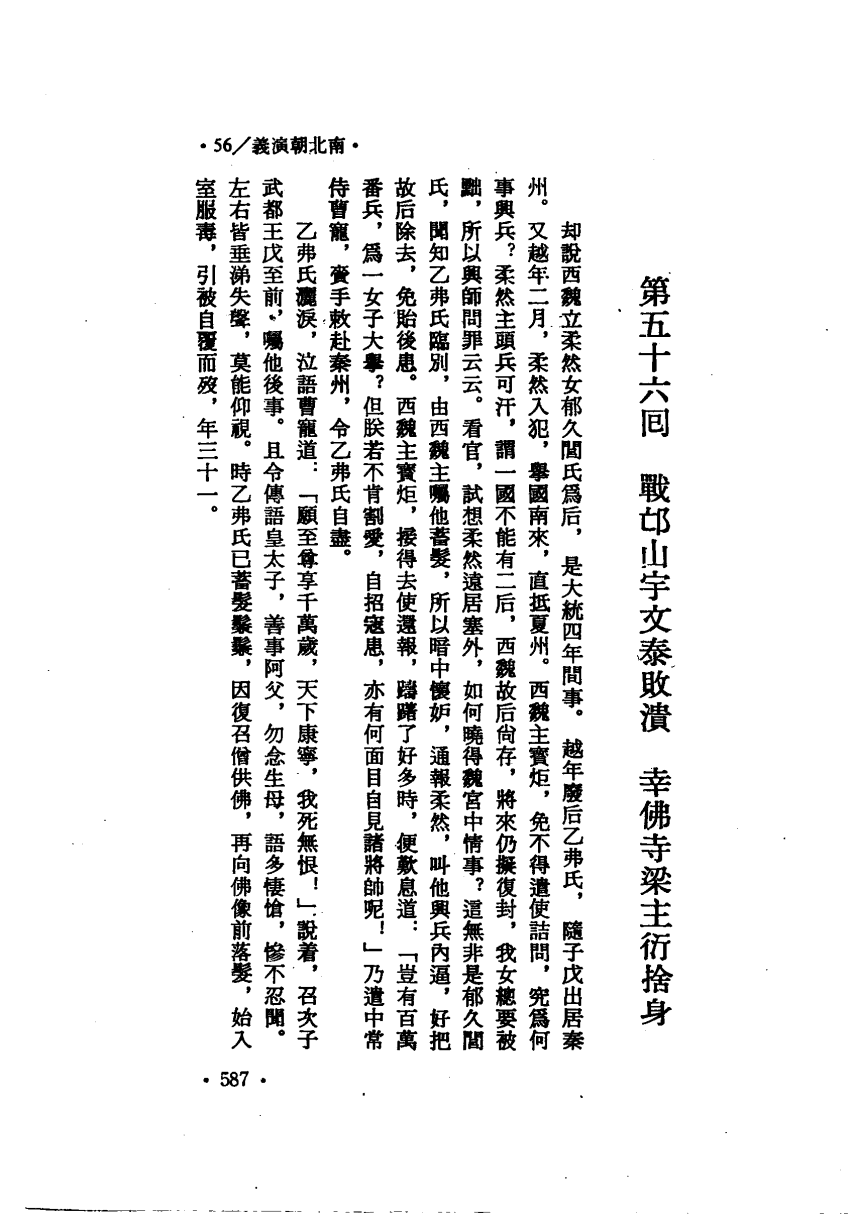 ·南北朝演義/56·
第五十六回　戰邙山宇文泰敗潰　幸佛寺梁主衍捨身
却說西魏立柔然女郁久閭氏爲后，是大統四年間事。越年廢后乙弗氏，隨子戊出居秦
州。又越年二月，柔然入犯，擧國南來，直抵夏州。西魏主寳炬，免不得遣使詰問，究爲何
事興兵？柔然主頭兵可汗，謂一國不能有二后，西魏故后尙存，將來仍擬復封，我女總要被
黜，所以興師問罪云云。看官，試想柔然遠居塞外，如何曉得魏宮中情事？這無非是郁久閭
氏，聞知乙弗氏臨別，由西魏主囑他蓄髮，所以暗中懷妒，通報柔然，叫他興兵內逼，好把
故后除去，免貽後患。西魏主寳炬，接得去使還報，躊躇了好多時，便歎息道：「豈有百萬
番兵，爲一女子大擧？但朕若不肯割愛，自招寇患，亦有何面目自見諸將帥呢！」乃遣中常
侍曹寵，賫手敕赴秦州，令乙弗氏自盡。
乙弗氏灑淚，泣語曹寵道：「願至尊享千萬歲，天下康寧，我死無恨！」說着，召次子
武都王戊至前，囑他後事。且令傳語皇太子，善事阿父，勿念生母，語多悽愴，慘不忍聞。
左右皆垂涕失聲，莫能仰視。時乙弗氏已蓄髮鬖鬖，因復召僧供佛，再向佛像前落髮，始入
室服毒，引被自覆而歿，年三十一。
·587·